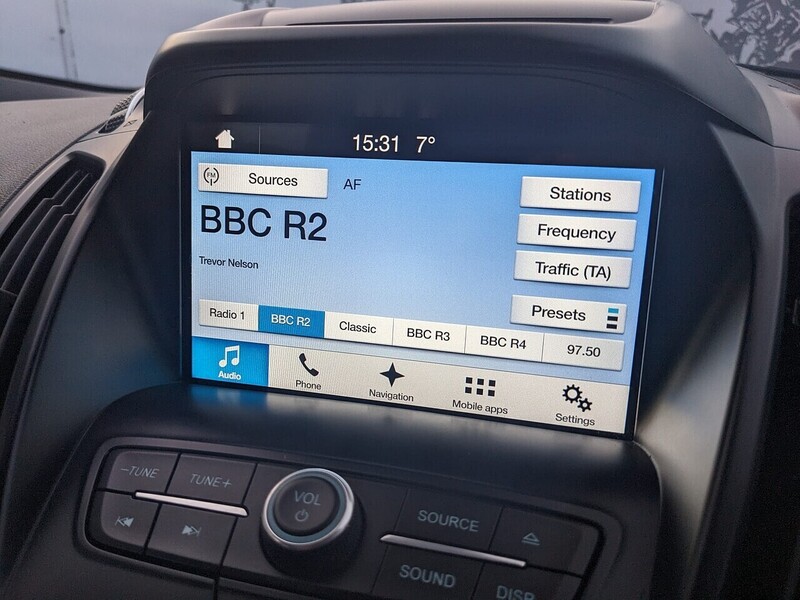 15:31 7°
FM Sources AF
Stations
BBC R2
Frequency
Trevor Nelson
Traffic (TA)
Presets
Radio 1 BBC R2 Classic BBC R3 BBC R4 97.50
Audio Phone Navigation Mobile apps Settings
−TUNE TUNE+
VOL
SOURCE
SOUND
DISP